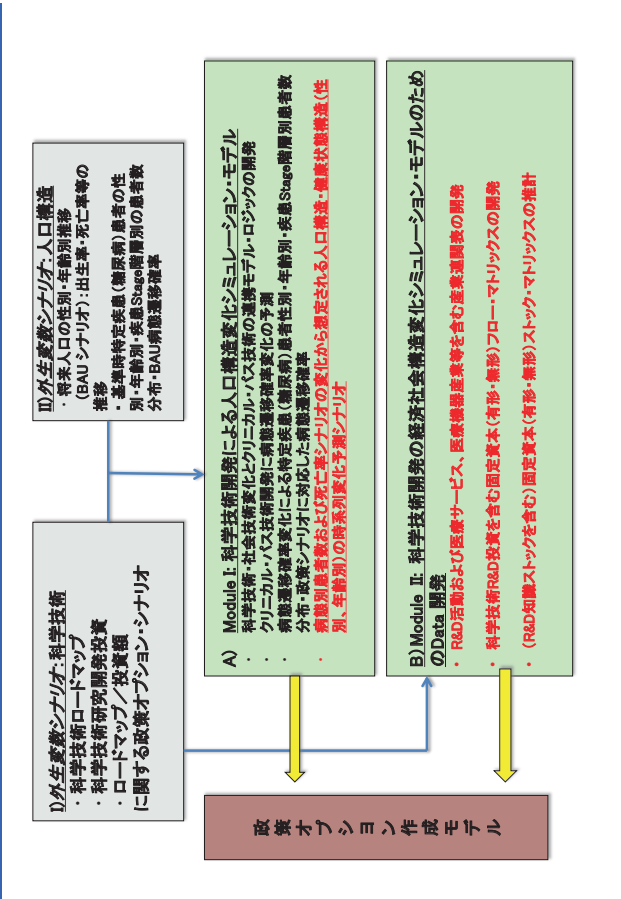 I)外生変数シナリオ:科学技術
・科学技術ロードマップ
・科学技術研究開発投資
・ロードマップ/投資額
に関する政策オプション・シナリオ
II)外生変数シナリオ:人口構造
・将来人口の性別・年齢別推移
(BAU シナリオ):出生率・死亡率等の
推移
・基準時特定疾患(糖尿病)患者の性
別・年齢別・疾患Stage階層別の患者数
分布・BAU病態遷移確率
A) Module I: 科学技術開発による人口構造変化シミュレーション・モデル
・科学技術・社会技術変化とクリニカル・パス技術の連携モデル・ロジックの開発
・クリニカル・パス技術開発に病態遷移確率変化の予測
・病態遷移確率変化による特定疾患(糖尿病)患者性別・年齢別・疾患Stage階層別患者数
分布・政策シナリオに対応した病態遷移確率
・病態別患者数および死亡率シナリオの変化から想定される人口構造・健康状態構造(性
別、年齢別)の時系列変化予測シナリオ
B) Module II: 科学技術開発の経済社会構造変化シミュレーション・モデルのため
のData 開発
・R&D活動および医療サービス、医療機器産業等を含む産業連関表の開発
・科学技術R&D投資を含む固定資本(有形・無形)フロー・マトリックスの開発
・(R&D知識ストックを含む)固定資本(有形・無形)ストック・マトリックスの推計
政策オプション作成モデル